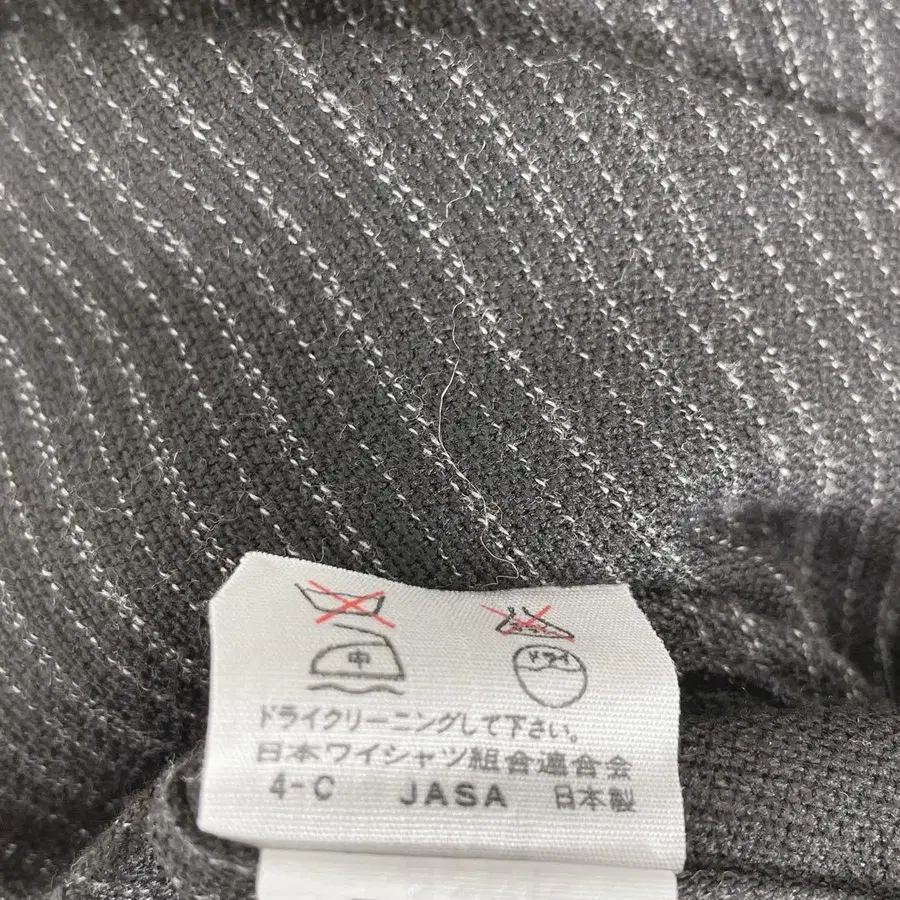 中 ドライ
ドライクリーニングして下さい。
日本ワイシャツ組合適合会
4-C JASA 日本製